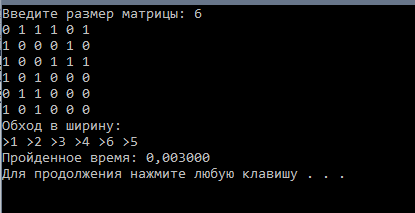 Введите размер матрицы: 6
0 1 1 1 0 1
1 0 0 0 1 0
1 0 0 1 1 1
1 0 1 0 0 0
0 1 1 0 0 0
1 0 1 0 0 0
Обход в ширину:
>1 >2 >3 >4 >6 >5
Пройденное время: 0,003000
Для продолжения нажмите любую клавишу . . .